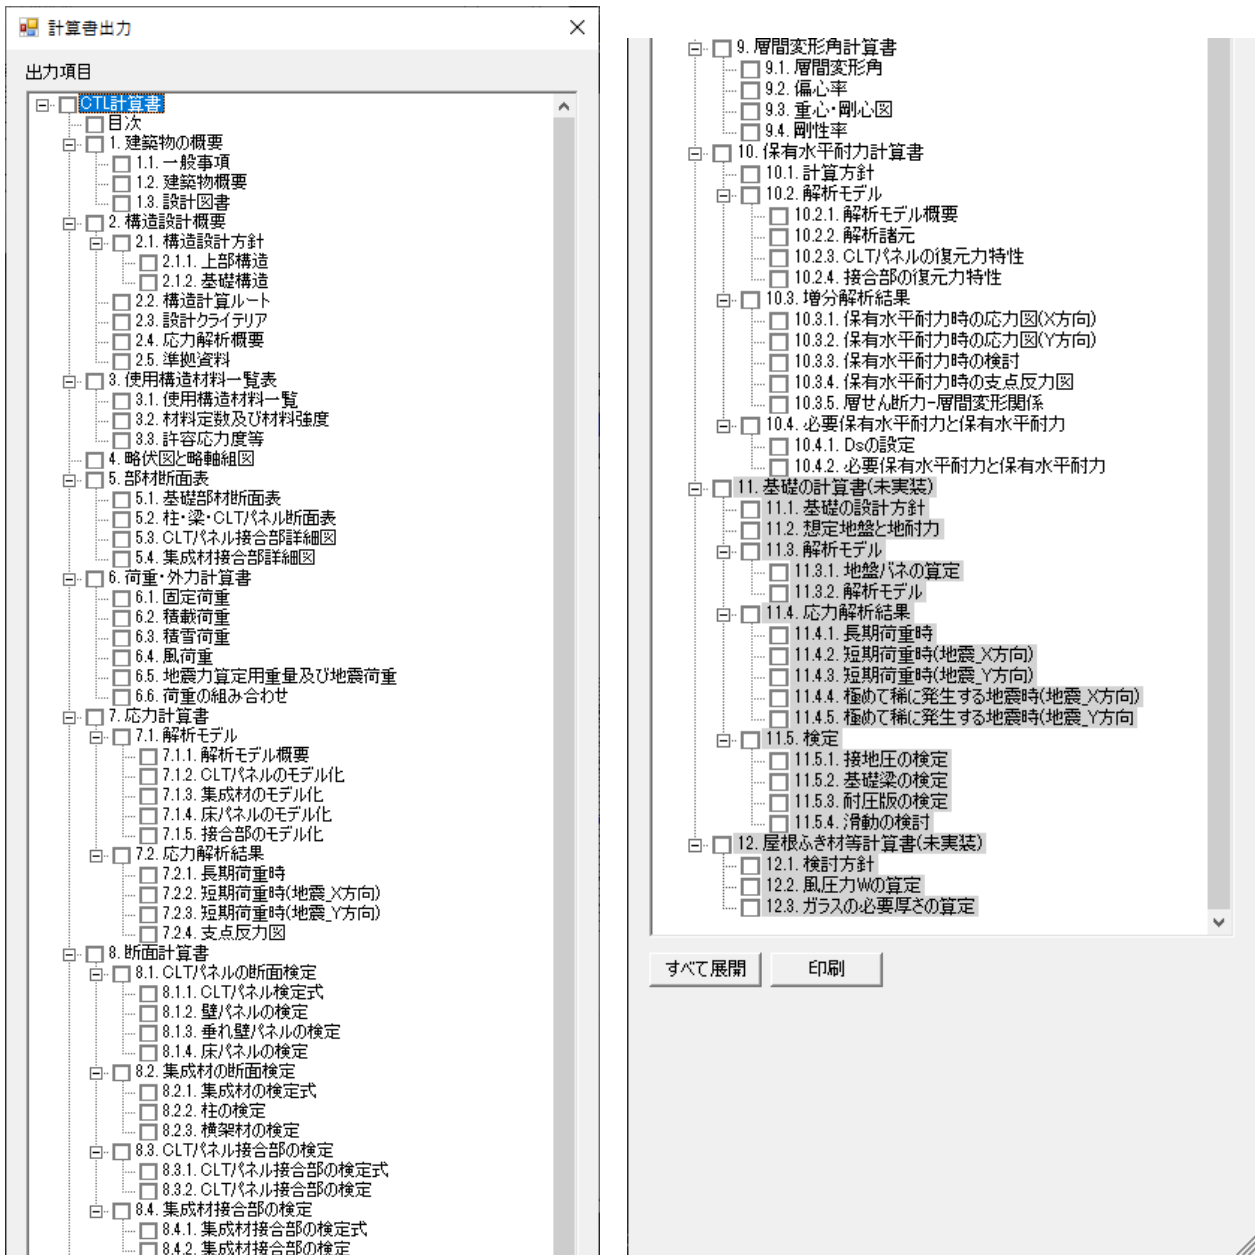 計算書出力
出力項目
CTL計算書
目次
1. 建築物の概要
1.1. 一般事項
1.2. 建築物概要
1.3. 設計図書
2. 構造設計概要
2.1. 構造設計方針
2.1.1. 上部構造
2.1.2. 基礎構造
2.2. 構造計算ルート
2.3. 設計クライテリア
2.4. 応力解析概要
2.5. 準拠資料
3. 使用構造材料一覧表
3.1. 使用構造材料一覧
3.2. 材料定数及び材料強度
3.3. 許容応力度等
4. 略伏図と略軸組図
5. 部材断面表
5.1. 基礎部材断面表
5.2. 柱・梁・CLTパネル断面表
5.3. CLTパネル接合部詳細図
5.4. 集成材接合部詳細図
6. 荷重・外力計算書
6.1. 固定荷重
6.2. 積載荷重
6.3. 積雪荷重
6.4. 風荷重
6.5. 地震力算定用重量及び地震荷重
6.6. 荷重の組み合わせ
7. 応力計算書
7.1. 解析モデル
7.1.1. 解析モデル概要
7.1.2. CLTパネルのモデル化
7.1.3. 集成材のモデル化
7.1.4. 床パネルのモデル化
7.1.5. 接合部のモデル化
7.2. 応力解析結果
7.2.1. 長期荷重時
7.2.2. 短期荷重時(地震_X方向)
7.2.3. 短期荷重時(地震_Y方向)
7.2.4. 支点反力図
8. 断面計算書
8.1. CLTパネルの断面検定
8.1.1. CLTパネル検定式
8.1.2. 壁パネルの検定
8.1.3. 垂れ壁パネルの検定
8.1.4. 床パネルの検定
8.2. 集成材の断面検定
8.2.1. 集成材の検定式
8.2.2. 柱の検定
8.2.3. 横架材の検定
8.3. CLTパネル接合部の検定
8.3.1. CLTパネル接合部の検定式
8.3.2. CLTパネル接合部の検定
8.4. 集成材接合部の検定
8.4.1. 集成材接合部の検定式
8.4.2. 集成材接合部の検定
9. 層間変形角計算書
9.1. 層間変形角
9.2. 偏心率
9.3. 重心・剛心図
9.4. 剛性率
10. 保有水平耐力計算書
10.1. 計算方針
10.2. 解析モデル
10.2.1. 解析モデル概要
10.2.2. 解析諸元
10.2.3. CLTパネルの復元力特性
10.2.4. 接合部の復元力特性
10.3. 増分解析結果
10.3.1. 保有水平耐力時の応力図(X方向)
10.3.2. 保有水平耐力時の応力図(Y方向)
10.3.3. 保有水平耐力時の検討
10.3.4. 保有水平耐力時の支点反力図
10.3.5. 層せん断力-層間変形関係
10.4. 必要保有水平耐力と保有水平耐力
10.4.1. Dsの設定
10.4.2. 必要保有水平耐力と保有水平耐力
11. 基礎の計算書(未実装)
11.1. 基礎の設計方針
11.2. 想定地盤と地耐力
11.3. 解析モデル
11.3.1. 地盤バネの算定
11.3.2. 解析モデル
11.4. 応力解析結果
11.4.1. 長期荷重時
11.4.2. 短期荷重時(地震_X方向)
11.4.3. 短期荷重時(地震_Y方向)
11.4.4. 極めて稀に発生する地震時(地震_X方向)
11.4.5. 極めて稀に発生する地震時(地震_Y方向
11.5. 検定
11.5.1. 接地圧の検定
11.5.2. 基礎梁の検定
11.5.3. 耐圧版の検定
11.5.4. 滑動の検討
12. 屋根ふき材等計算書(未実装)
12.1. 検討方針
12.2. 風圧力Wの算定
12.3. ガラスの必要厚さの算定
すべて展開
印刷